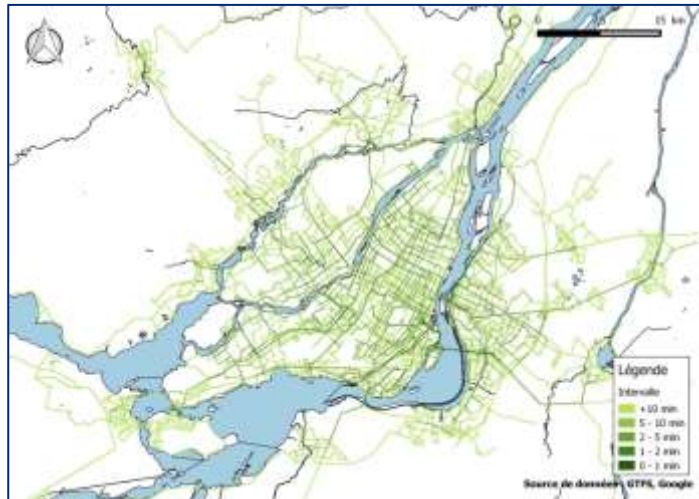 0
15 km
Légende
Intervalle
+10 min
5 - 10 min
2 - 5 min
1 - 2 min
0 - 1 min
Source de données : GTFS, Google